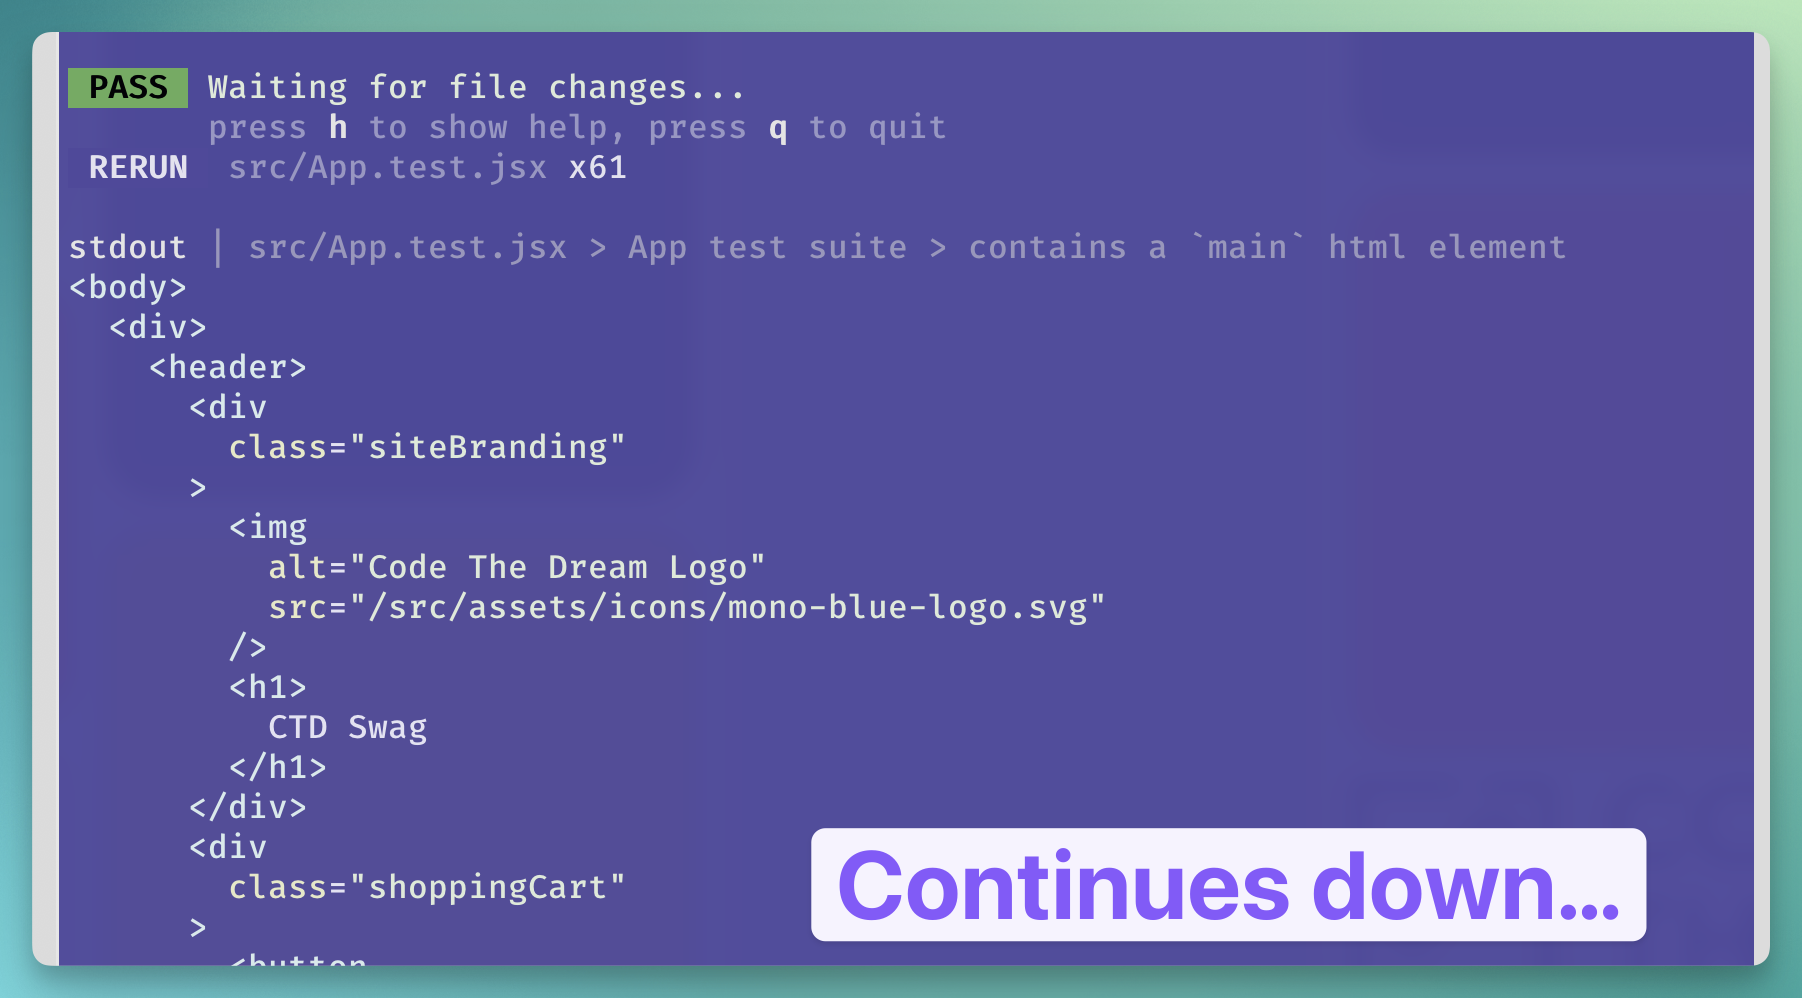 PASS Waiting for file changes...
press h to show help, press q to quit
RERUN src/App.test.jsx x61
stdout | src/App.test.jsx > App test suite > contains a `main` html element
<body>
<div>
<header>
<div
class="siteBranding"
>
<img
alt="Code The Dream Logo"
src="/src/assets/icons/mono-blue-logo.svg"
/>
<h1>
CTD Swag
</h1>
</div>
<div
class="shoppingCart"
>
<button
Continues down...